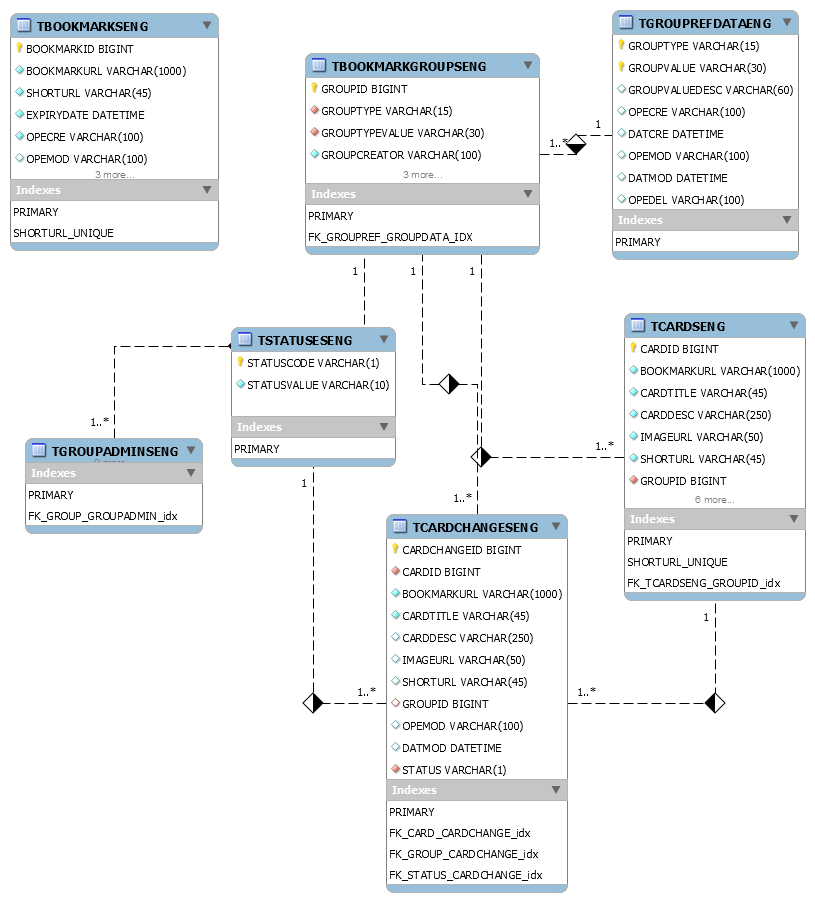 TBOOKMARKSENG
BOOKMARKID BIGINT
BOOKMARKURL VARCHAR(1000)
SHORTURL VARCHAR(45)
EXPIRYDATE DATETIME
OPECRE VARCHAR(100)
OPEMOD VARCHAR(100)
3 more...
Indexes
PRIMARY
SHORTURL_UNIQUE
TBOOKMARKGROUPSENG
GROUPID BIGINT
GROUPTYPE VARCHAR(15)
GROUPTYPEVALUE VARCHAR(30)
GROUPCREATOR VARCHAR(100)
3 more...
Indexes
PRIMARY
FK_GROUPREF_GROUPDATA_IDX
1..*
1
TGROUPREFDATAENG
GROUPTYPE VARCHAR(15)
GROUPVALUE VARCHAR(30)
GROUPVALUEDESC VARCHAR(60)
OPECRE VARCHAR(100)
DATCRE DATETIME
OPEMOD VARCHAR(100)
DATMOD DATETIME
OPEDEL VARCHAR(100)
Indexes
PRIMARY
1
1
1
TSTATUSESENG
STATUSCODE VARCHAR(1)
STATUSVALUE VARCHAR(10)
Indexes
PRIMARY
1..*
TGROUPADMINSENG
Indexes
PRIMARY
FK_GROUP_GROUPADMIN_idx
1
1..*
1..*
TCARDSENG
CARDID BIGINT
BOOKMARKURL VARCHAR(1000)
CARDTITLE VARCHAR(45)
CARDDESC VARCHAR(250)
IMAGEURL VARCHAR(50)
SHORTURL VARCHAR(45)
GROUPID BIGINT
6 more...
Indexes
PRIMARY
SHORTURL_UNIQUE
FK_TCARDSENG_GROUPID_idx
1
TCARDCHANGESENG
CARDCHANGEID BIGINT
CARDID BIGINT
BOOKMARKURL VARCHAR(1000)
CARDTITLE VARCHAR(45)
CARDDESC VARCHAR(250)
IMAGEURL VARCHAR(50)
SHORTURL VARCHAR(45)
GROUPID BIGINT
OPEMOD VARCHAR(100)
DATMOD DATETIME
STATUS VARCHAR(1)
Indexes
PRIMARY
FK_CARD_CARDCHANGE_idx
FK_GROUP_CARDCHANGE_idx
FK_STATUS_CARDCHANGE_idx
1..*
1..*